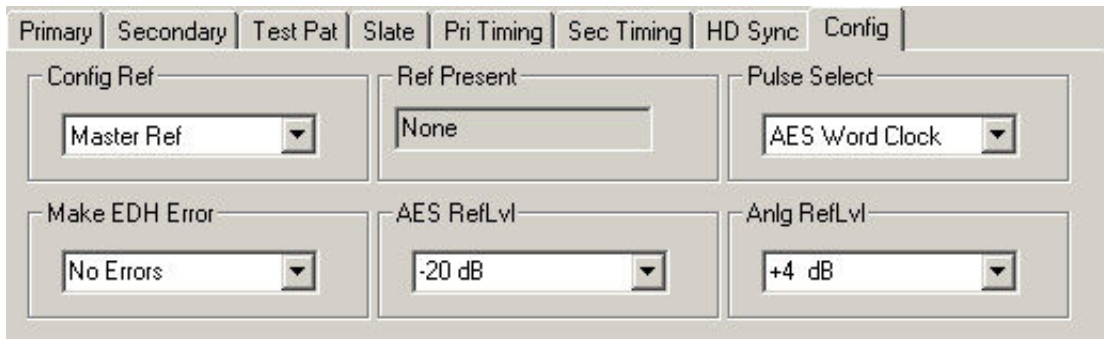 Primary Secondary Test Pat Slate Pri Timing Sec Timing HD Sync Config
Config Ref Ref Present Pulse Select
Master Ref None AES Word Clock
Make EDH Error AES RefLvl Anlg RefLvl
No Errors -20 dB +4 dB